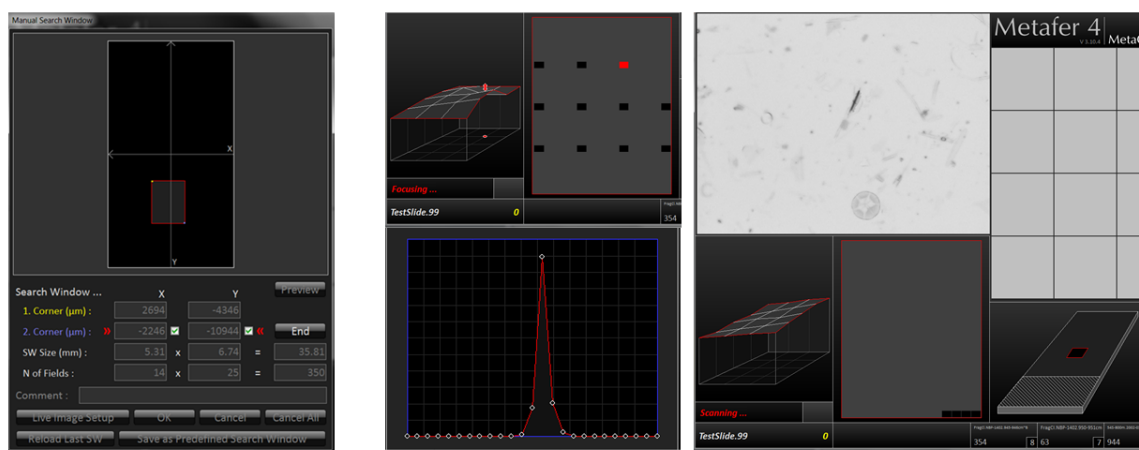 Manual Search Window
X
Y
Search Window ...
X
Y
Preview
1. Corner (µm) :
2694
-4346
2. Corner (µm) :
»
-2246
-10944
«
End
SW Size (mm) :
5.31
x
6.74
=
35.81
N of Fields :
14
x
25
=
350
Comment :
Live Image Setup
OK
Cancel
Cancel All
Reload Last SW
Save as Predefined Search Window
Focusing ...
TestSlide.99
0
354
Metafer 4
Meta
Scanning ...
TestSlide.99
0
354
8
63
7
944